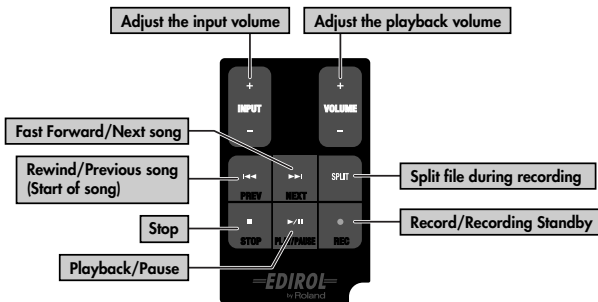 Adjust the input volume
Adjust the playback volume
+ +
INPUT VOLUME
- -
Fast Forward/Next song
Rewind/Previous song
(Start of song)
PREV NEXT SPLIT
Split file during recording
Stop
STOP PLAY/PAUSE REC
Record/Recording Standby
Playback/Pause
EDIROL
by Roland